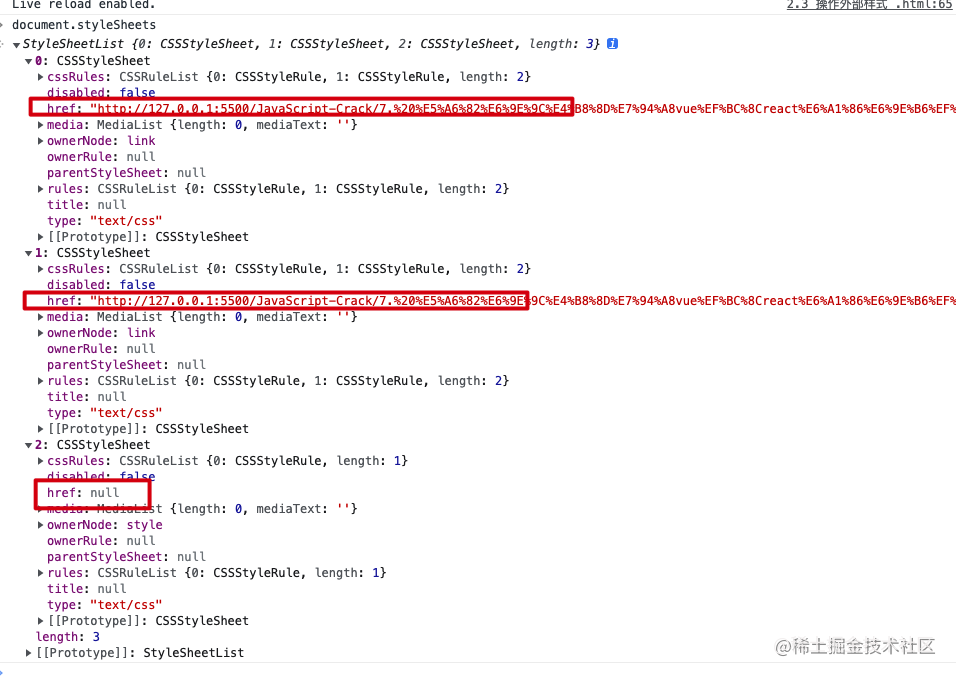 Live reload enabled.
2.3 操作外部样式 .html:65
document.styleSheets
StyleSheetList {0: CSSStyleSheet, 1: CSSStyleSheet, 2: CSSStyleSheet, length: 3} i
0: CSSStyleSheet
cssRules: CSSRuleList {0: CSSStyleRule, 1: CSSStyleRule, length: 2}
disabled: false
href: "http://127.0.0.1:5500/JavaScript-Crack/7.%20%E5%A6%82%E6%9E%9C%E4%B8%8D%E7%94%A8vue%EF%BC%8Creact%E6%A1%86%E6%9E%B6%EF%
media: MediaList {length: 0, mediaText: ''}
ownerNode: link
ownerRule: null
parentStyleSheet: null
rules: CSSRuleList {0: CSSStyleRule, 1: CSSStyleRule, length: 2}
title: null
type: "text/css"
[[Prototype]]: CSSStyleSheet
1: CSSStyleSheet
cssRules: CSSRuleList {0: CSSStyleRule, 1: CSSStyleRule, length: 2}
disabled: false
href: "http://127.0.0.1:5500/JavaScript-Crack/7.%20%E5%A6%82%E6%9E%9C%E4%B8%8D%E7%94%A8vue%EF%BC%8Creact%E6%A1%86%E6%9E%B6%EF%
media: MediaList {length: 0, mediaText: ''}
ownerNode: link
ownerRule: null
parentStyleSheet: null
rules: CSSRuleList {0: CSSStyleRule, 1: CSSStyleRule, length: 2}
title: null
type: "text/css"
[[Prototype]]: CSSStyleSheet
2: CSSStyleSheet
cssRules: CSSRuleList {0: CSSStyleRule, length: 1}
disabled: false
href: null
media: MediaList {length: 0, mediaText: ''}
ownerNode: style
ownerRule: null
parentStyleSheet: null
rules: CSSRuleList {0: CSSStyleRule, length: 1}
title: null
type: "text/css"
[[Prototype]]: CSSStyleSheet
length: 3
[[Prototype]]: StyleSheetList
@稀土掘金技术社区